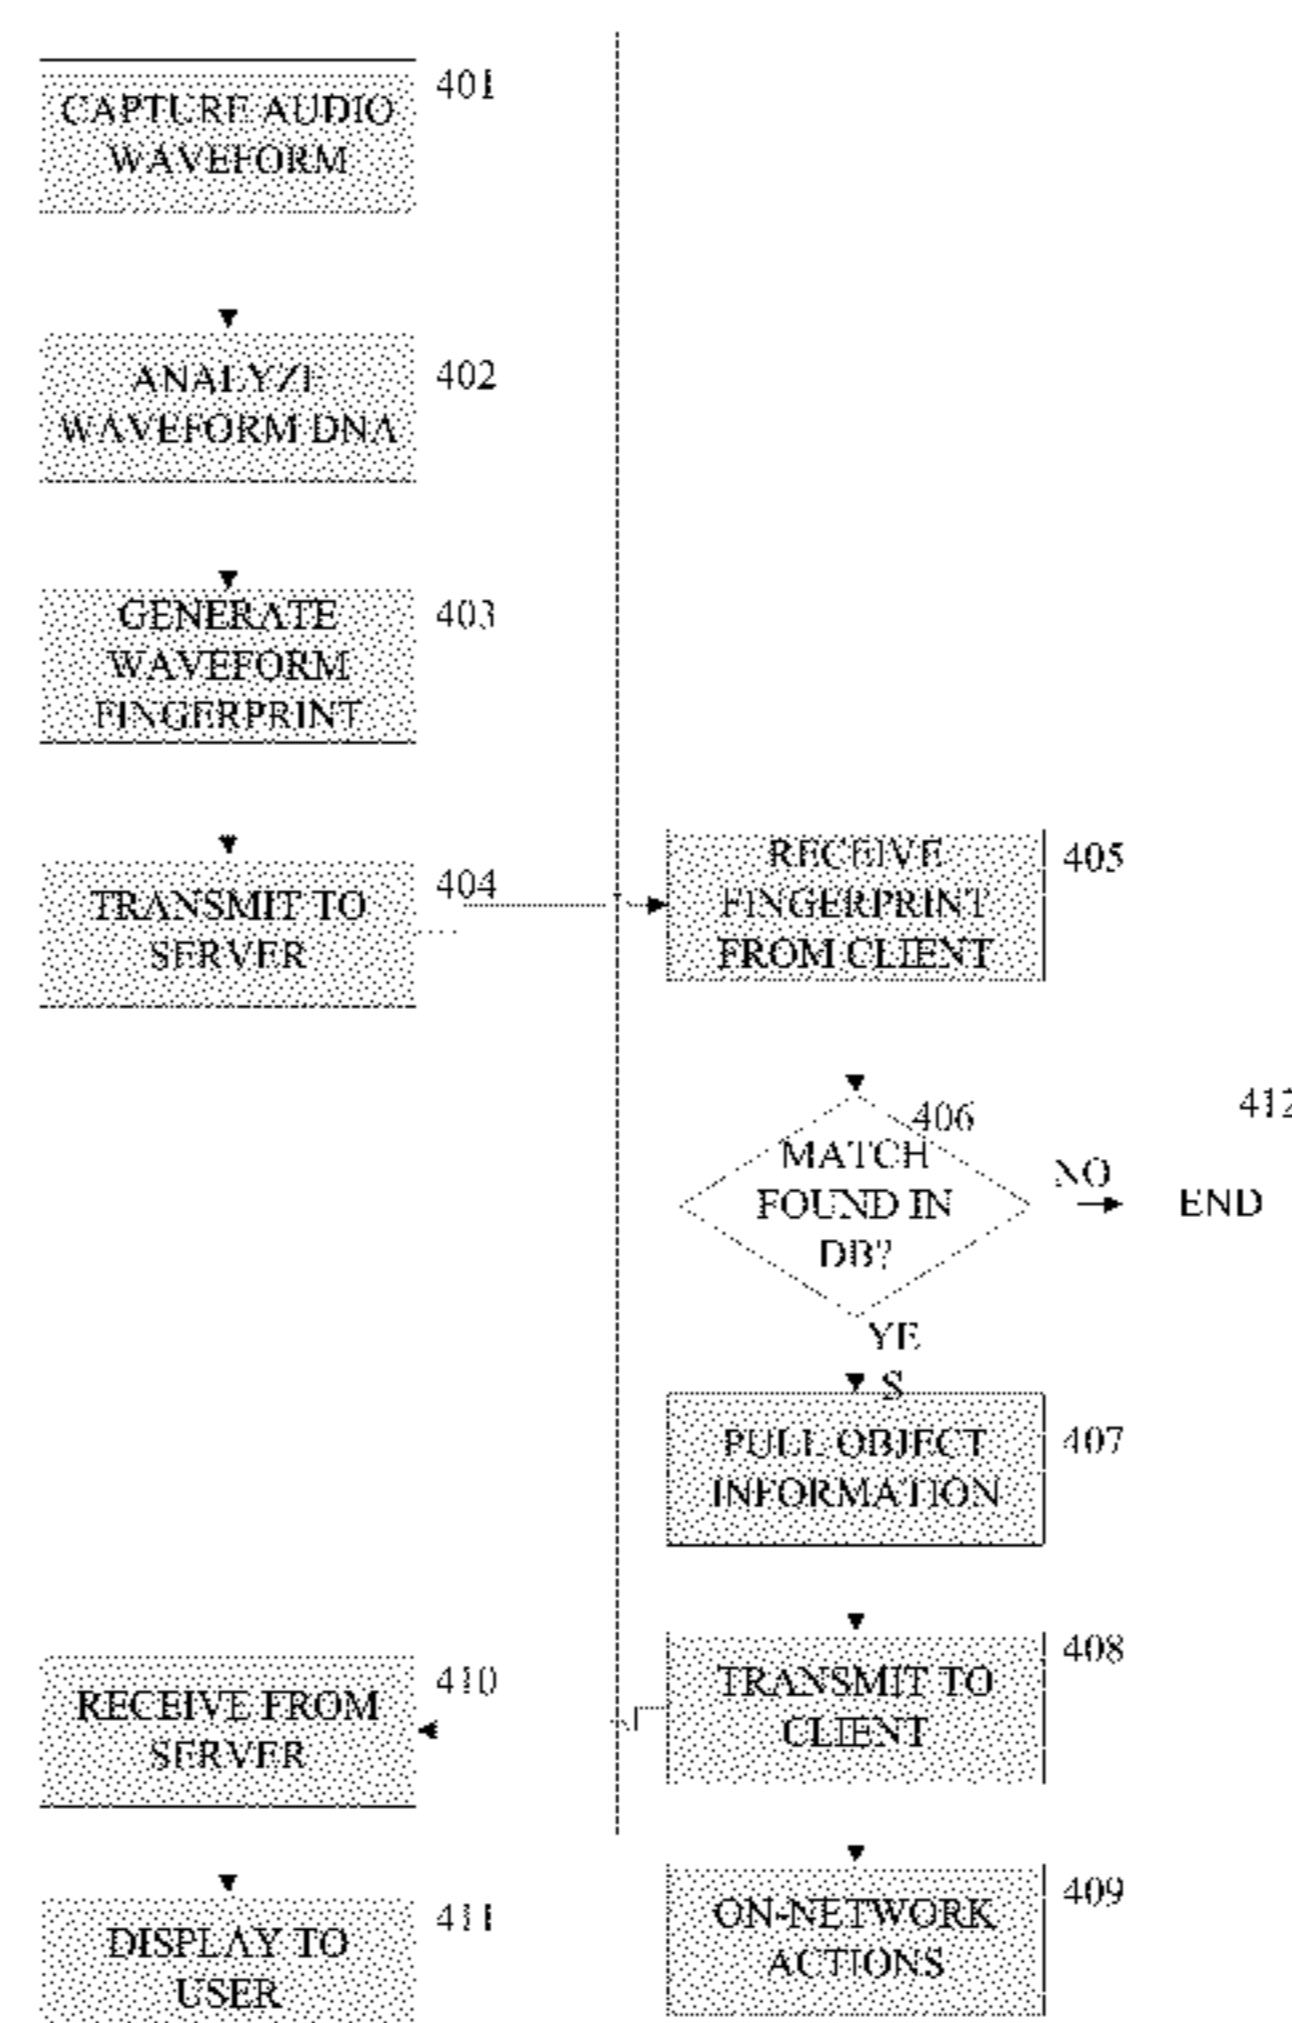 401
CAPTURE AUDIO
WAVEFORM
402
ANALYZE
WAVEFORM DNA
403
GENERATE
WAVEFORM
FINGERPRINT
404
TRANSMIT TO
SERVER
405
RECEIVE
FINGERPRINT
FROM CLIENT
406
MATCH
FOUND IN
DB?
NO
412
END
YE
S
407
PULL OBJECT
INFORMATION
408
TRANSMIT TO
CLIENT
410
RECEIVE FROM
SERVER
409
ON-NETWORK
ACTIONS
411
DISPLAY TO
USER